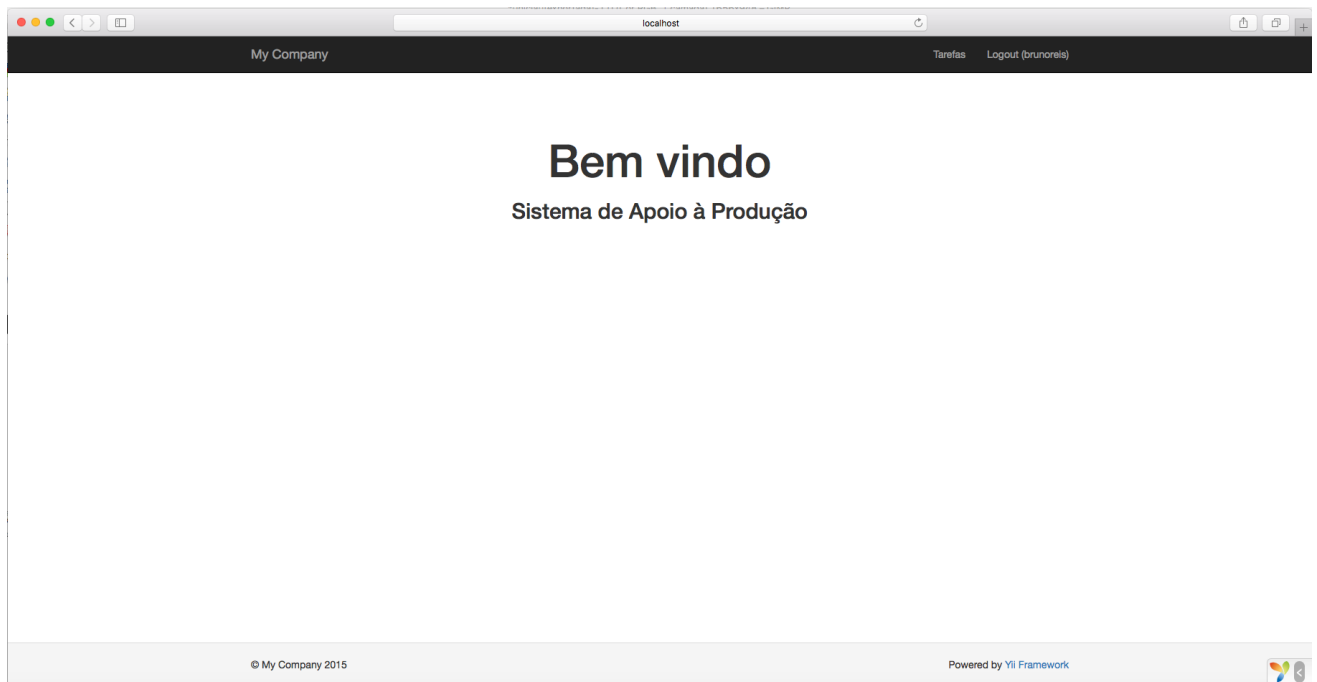 localhost
My Company
Tarefas Logout (brunoreis)
Bem vindo
Sistema de Apoio à Produção
© My Company 2015
Powered by Yii Framework